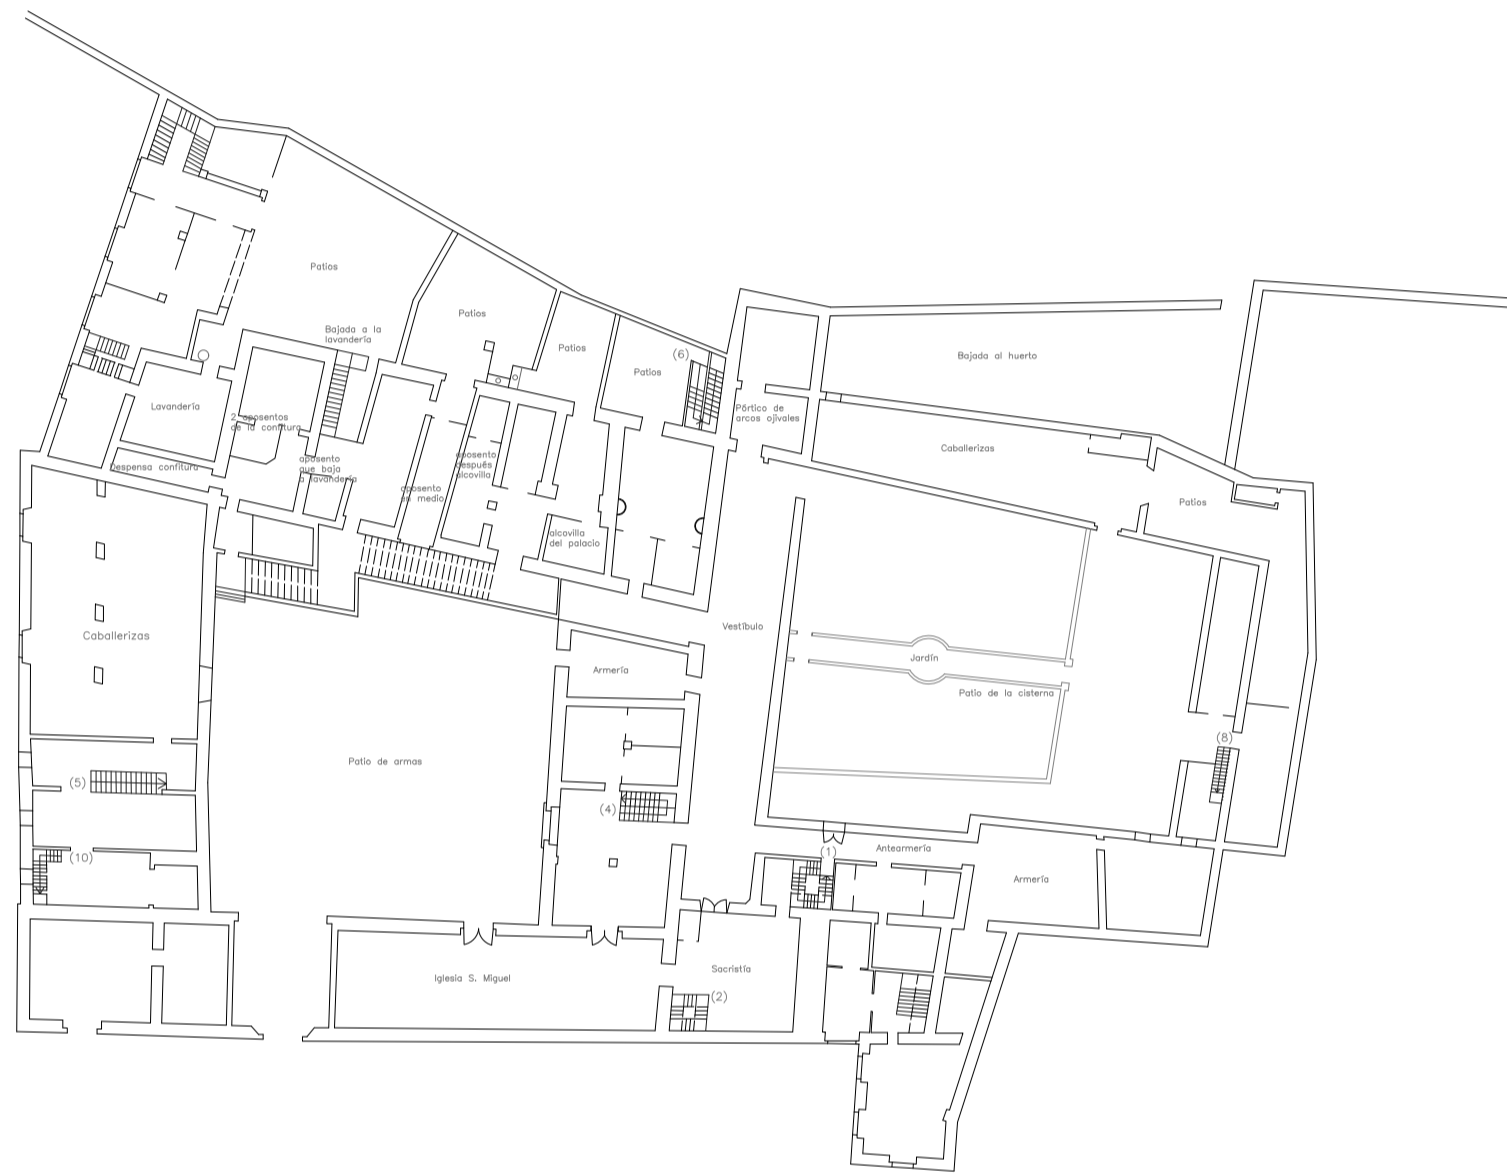 Patios
Patios
Bajada a la
lavandería
Patios
(6)
Patios
Bajada al huerto
Lavandería
2 aposentos
de la confitura
Pórtico de
arcos ojivales
Caballerizas
Despensa confitura
aposento
que baja
a lavandería
aposento
en medio
aposento
después
alcovilla
Patios
alcovilla
del palacio
Caballerizas
Vestíbulo
Armería
Jardín
Patio de la cisterna
(8)
Patio de armas
(5)
(4)
(10)
(1)
Antearmería
Armería
Iglesia S. Miguel
Sacristía
(2)